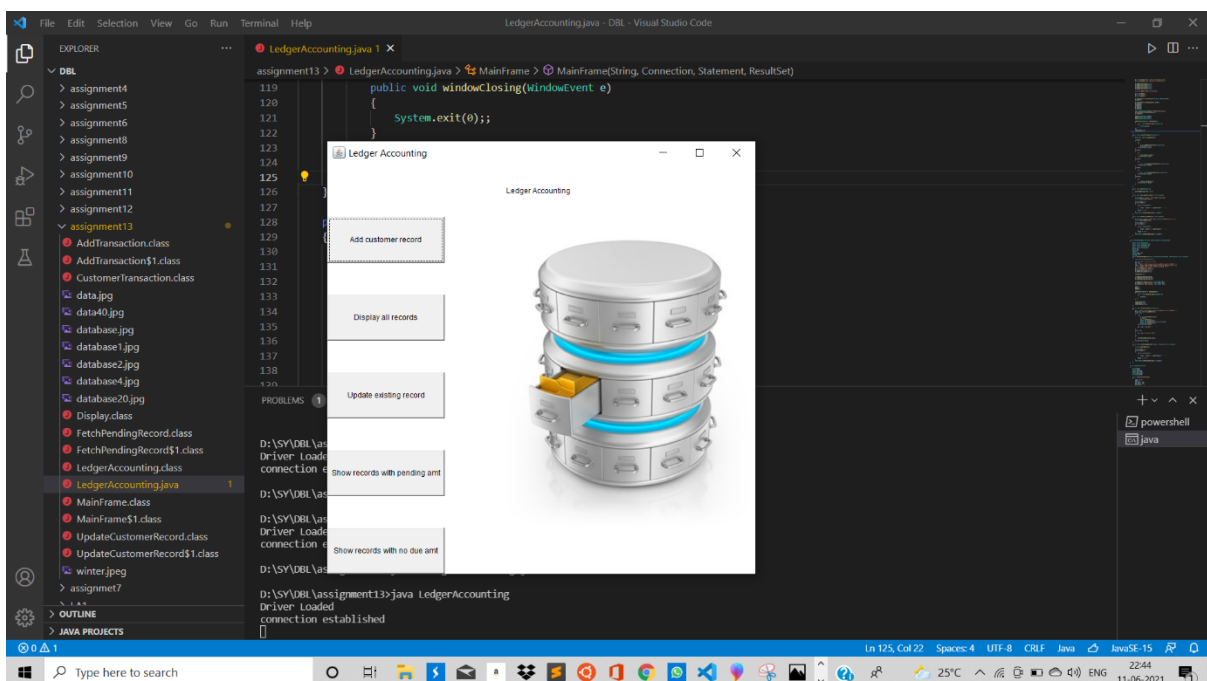 File Edit Selection View Go Run Terminal Help
LedgerAccounting.java - DBL - Visual Studio Code
EXPLORER
DBL
assignment4
assignment5
assignment6
assignment8
assignment9
assignment10
assignment11
assignment12
assignment13
AddTransaction.class
AddTransaction$1.class
CustomerTransaction.class
data.jpg
data40.jpg
database.jpg
database1.jpg
database2.jpg
database4.jpg
database20.jpg
Display.class
FetchPendingRecord.class
FetchPendingRecord$1.class
LedgerAccounting.class
LedgerAccounting.java 1
MainFrame.class
MainFrame$1.class
UpdateCustomerRecord.class
UpdateCustomerRecord$1.class
winter.jpeg
assignmet7
OUTLINE
JAVA PROJECTS
LedgerAccounting.java 1
assignment13 > LedgerAccounting.java > MainFrame > MainFrame(String, Connection, Statement, ResultSet)
119 public void windowClosing(WindowEvent e)
120 {
121 System.exit(0);;
122 }
123
124
125
126 }
127
128
129 {
130
131
132
133
134
135
136
137
138
139
Ledger Accounting
Ledger Accounting
Add customer record
Display all records
Update existing record
Show records with pending amt
Show records with no due amt
PROBLEMS 1
powershell
java
D:\SY\DBL\as
Driver Loade
connection e
D:\SY\DBL\as
D:\SY\DBL\as
Driver Loade
connection e
D:\SY\DBL\as
D:\SY\DBL\assignment13>java LedgerAccounting
Driver Loaded
connection established
0 1
Ln 125, Col 22 Spaces: 4 UTF-8 CRLF Java JavaSE-15
Type here to search
25°C
ENG
22:44
11-06-2021